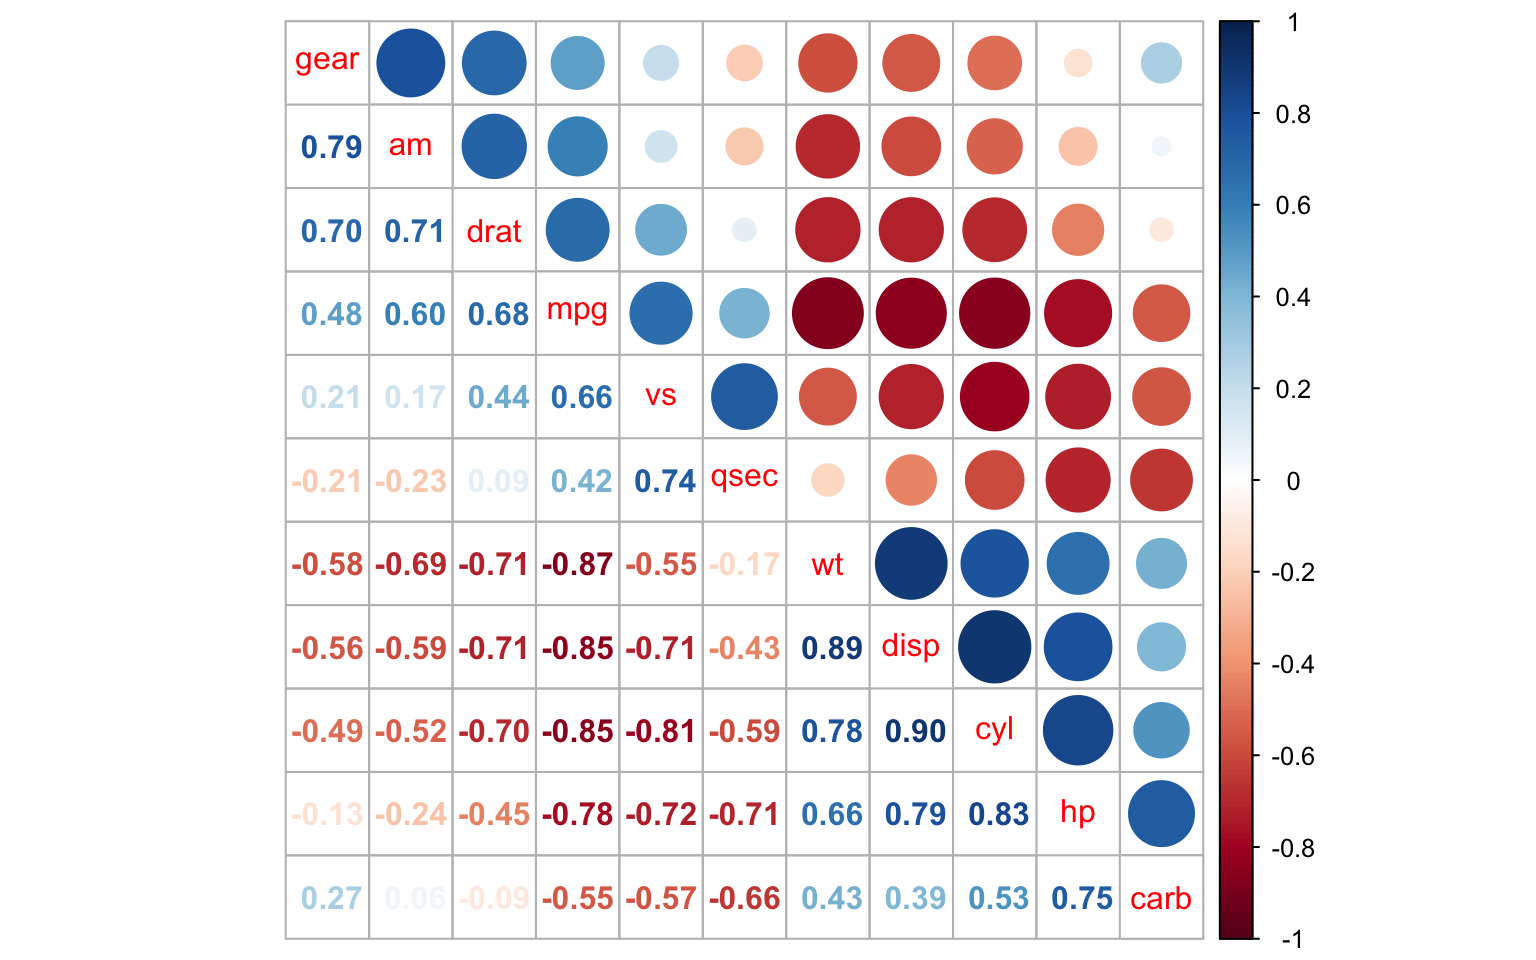 gear
0.79 am
0.70 0.71 drat
0.48 0.60 0.68 mpg
0.21 0.17 0.44 0.66 vs
-0.21 -0.23 0.09 0.42 0.74 qsec
-0.58 -0.69 -0.71 -0.87 -0.55 -0.17 wt
-0.56 -0.59 -0.71 -0.85 -0.71 -0.43 0.89 disp
-0.49 -0.52 -0.70 -0.85 -0.81 -0.59 0.78 0.90 cyl
-0.13 -0.24 -0.45 -0.78 -0.72 -0.71 0.66 0.79 0.83 hp
0.27 0.06 -0.09 -0.55 -0.57 -0.66 0.43 0.39 0.53 0.75 carb
1
0.8
0.6
0.4
0.2
0
-0.2
-0.4
-0.6
-0.8
-1